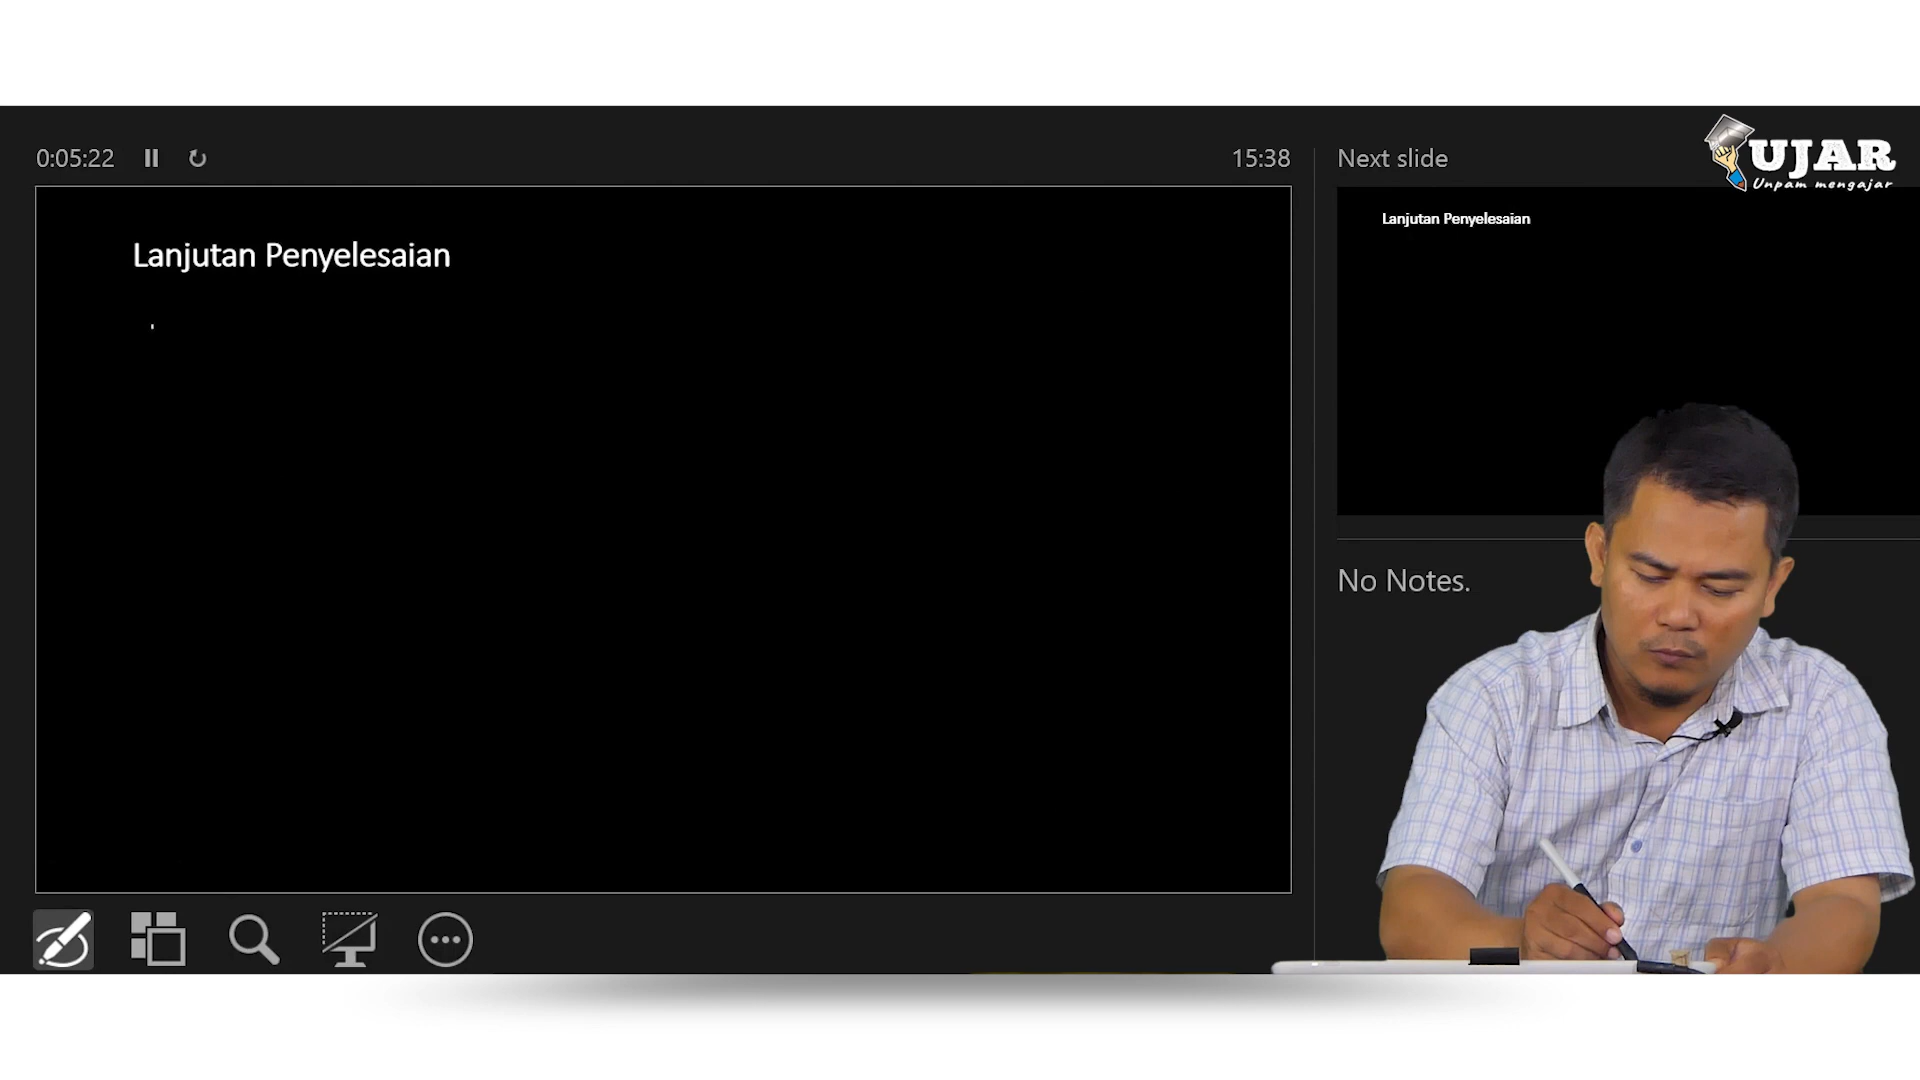 0:05:22
15:38
Next slide
UJAR
Unpam mengajar
Lanjutan Penyelesaian
Lanjutan Penyelesaian
No Notes.